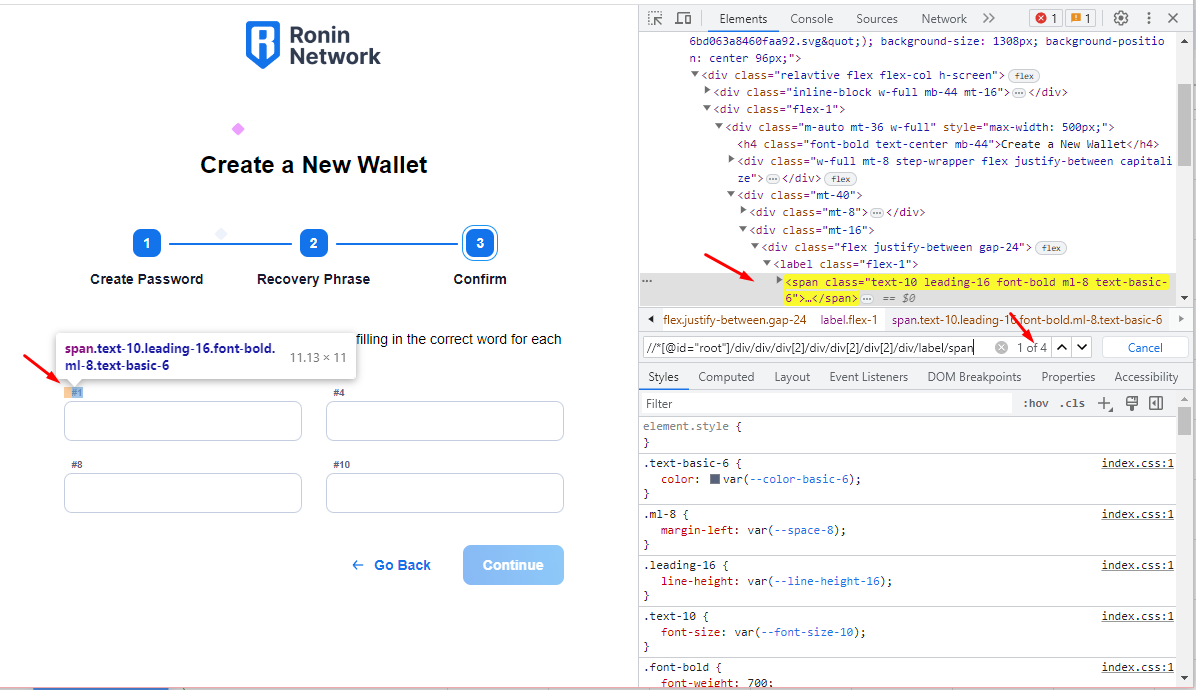 Ronin
Network
Create a New Wallet
1
2
3
Create Password
Recovery Phrase
Confirm
filling in the correct word for each
span.text-10.leading-16.font-bold.
ml-8.text-basic-6
11.13 × 11
#1
#4
#8
#10
← Go Back
Continue
Elements
Console
Sources
Network
1
1
6bd063a8460faa92.svg&quot;); background-size: 1308px; background-positio
n: center 96px;">
▼<div class="relavtive flex flex-col h-screen"> flex
▶<div class="inline-block w-full mb-44 mt-16">…</div>
▼<div class="flex-1">
▼<div class="m-auto mt-36 w-full" style="max-width: 500px;">
<h4 class="font-bold text-center mb-44">Create a New Wallet</h4>
▶<div class="w-full mt-8 step-wrapper flex justify-between capitali
ze">…</div> flex
▼<div class="mt-40">
▶<div class="mt-8">…</div>
▼<div class="mt-16">
▼<div class="flex justify-between gap-24"> flex
▼<label class="flex-1">
▶<span class="text-10 leading-16 font-bold ml-8 text-basic-
6">…</span> … == $0
flex.justify-between.gap-24
label.flex-1
span.text-10.leading-16.font-bold.ml-8.text-basic-6
//*[@id="root"]/div/div/div[2]/div/div[2]/div[2]/div/label/span
1 of 4
Cancel
Styles
Computed
Layout
Event Listeners
DOM Breakpoints
Properties
Accessibility
Filter
:hov
.cls
element.style {
}
.text-basic-6 {
index.css:1
color: var(--color-basic-6);
}
.ml-8 {
index.css:1
margin-left: var(--space-8);
}
.leading-16 {
index.css:1
line-height: var(--line-height-16);
}
.text-10 {
index.css:1
font-size: var(--font-size-10);
}
.font-bold {
index.css:1
font-weight: 700;